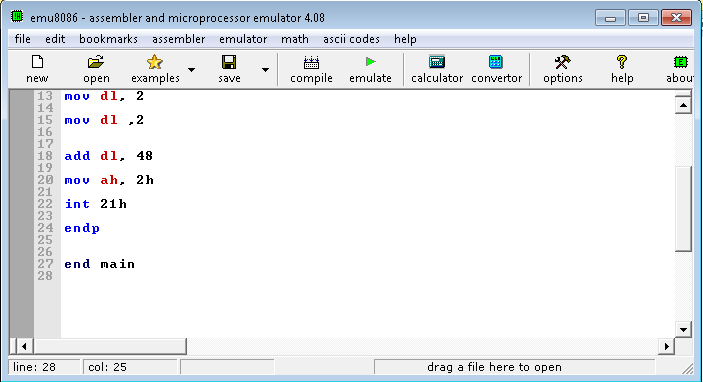 emu8086 - assembler and microprocessor emulator 4.08
file edit bookmarks assembler emulator math ascii codes help
new open examples save compile emulate calculator convertor options help abou
13 mov dl, 2
14
15 mov dl ,2
16
17
18 add dl, 48
19
20 mov ah, 2h
21
22 int 21h
23
24 endp
25
26
27 end main
28
line: 28 col: 25 drag a file here to open